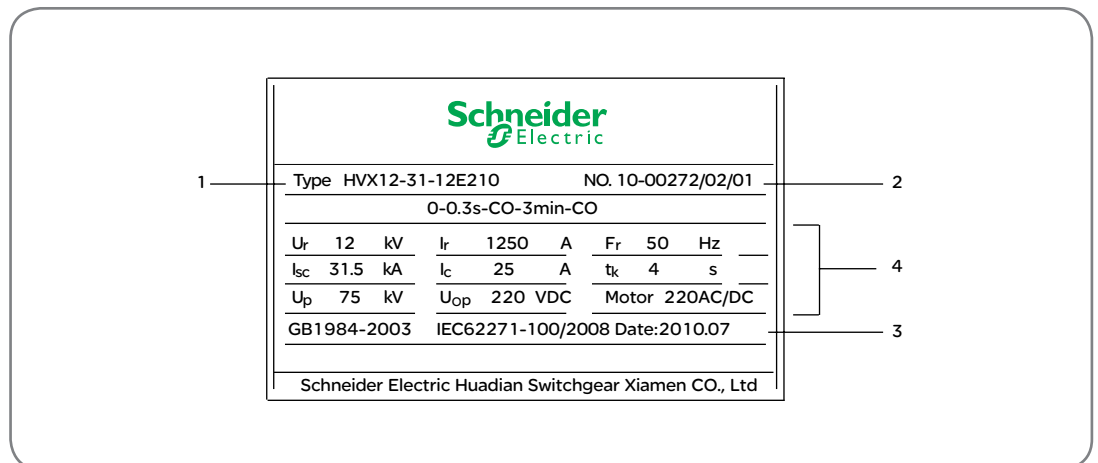 Schneider
Electric
1 Type HVX12-31-12E210 NO. 10-00272/02/01 2
0-0.3s-CO-3min-CO
Ur 12 kV Ir 1250 A Fr 50 Hz
Isc 31.5 kA Ic 25 A tk 4 s 4
Up 75 kV Uop 220 VDC Motor 220AC/DC
GB1984-2003 IEC62271-100/2008 Date:2010.07 3
Schneider Electric Huadian Switchgear Xiamen CO., Ltd